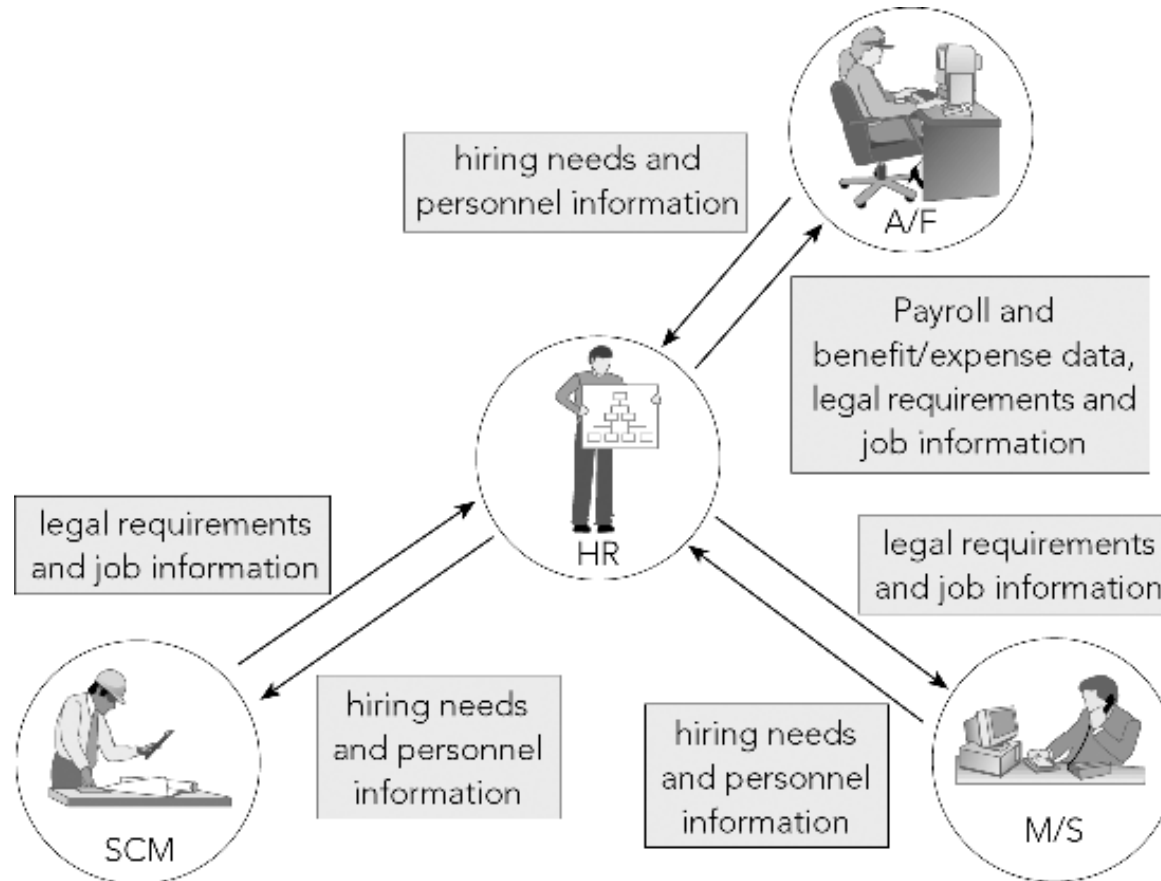 hiring needs and
personnel information
A/F
Payroll and
benefit/expense data,
legal requirements and
job information
HR
legal requirements
and job information
legal requirements
and job information
hiring needs
and personnel
information
hiring needs
and personnel
information
SCM
M/S